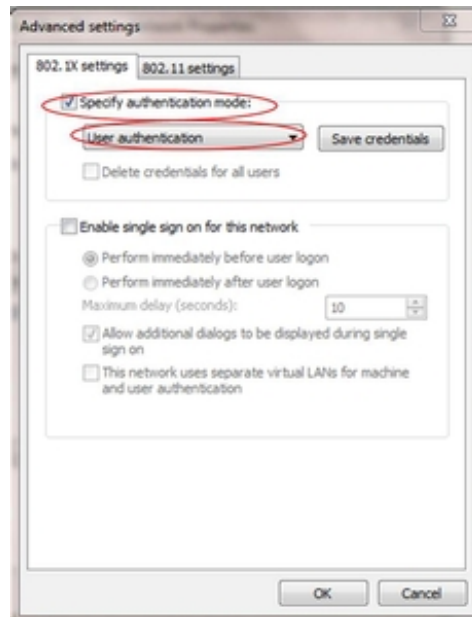 Advanced settings
802.1X settings
802.11 settings
Specify authentication mode:
User authentication
Save credentials
Delete credentials for all users
Enable single sign on for this network
Perform immediately before user logon
Perform immediately after user logon
Maximum delay (seconds):
10
Allow additional dialogs to be displayed during single
sign on
This network uses separate virtual LANs for machine
and user authentication
OK
Cancel